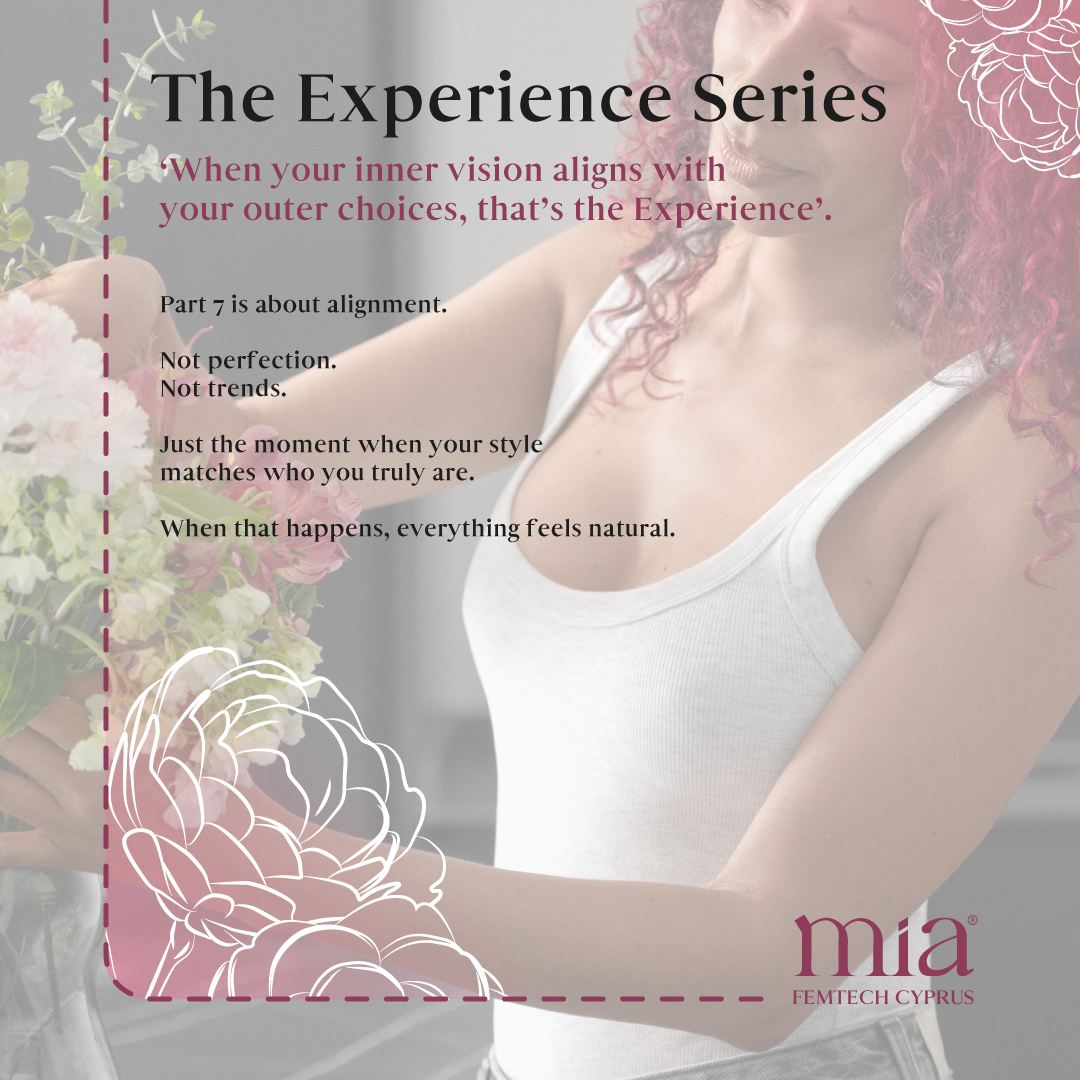 The Experience Series
‘When your inner vision aligns with
your outer choices, that’s the Experience’.
Part 7 is about alignment.
Not perfection.
Not trends.
Just the moment when your style
matches who you truly are.
When that happens, everything feels natural.
mia®
FEMTECH CYPRUS